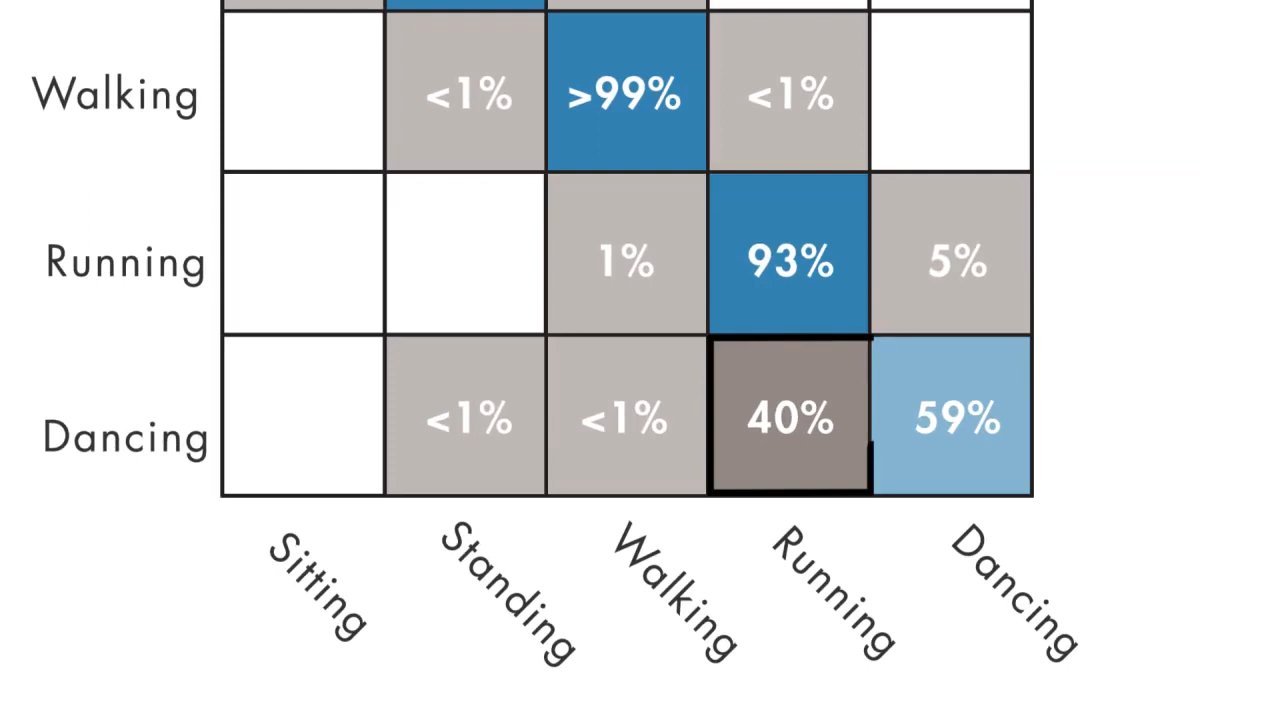 Walking <1% >99% <1%
Running 1% 93% 5%
Dancing <1% <1% 40% 59%
Sitting Standing Walking Running Dancing